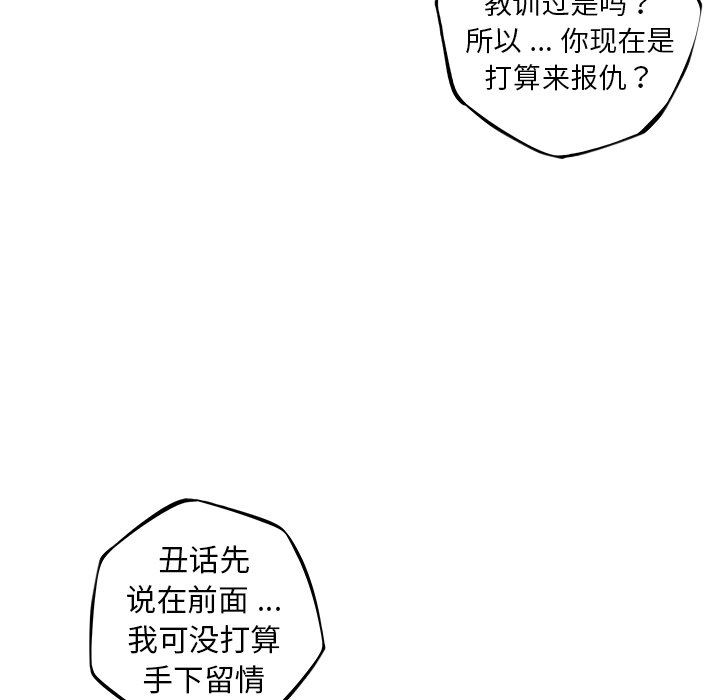 教训过是吗？
所以 ... 你现在是
打算来报仇？
丑话先
说在前面 ...
我可没打算
手下留情